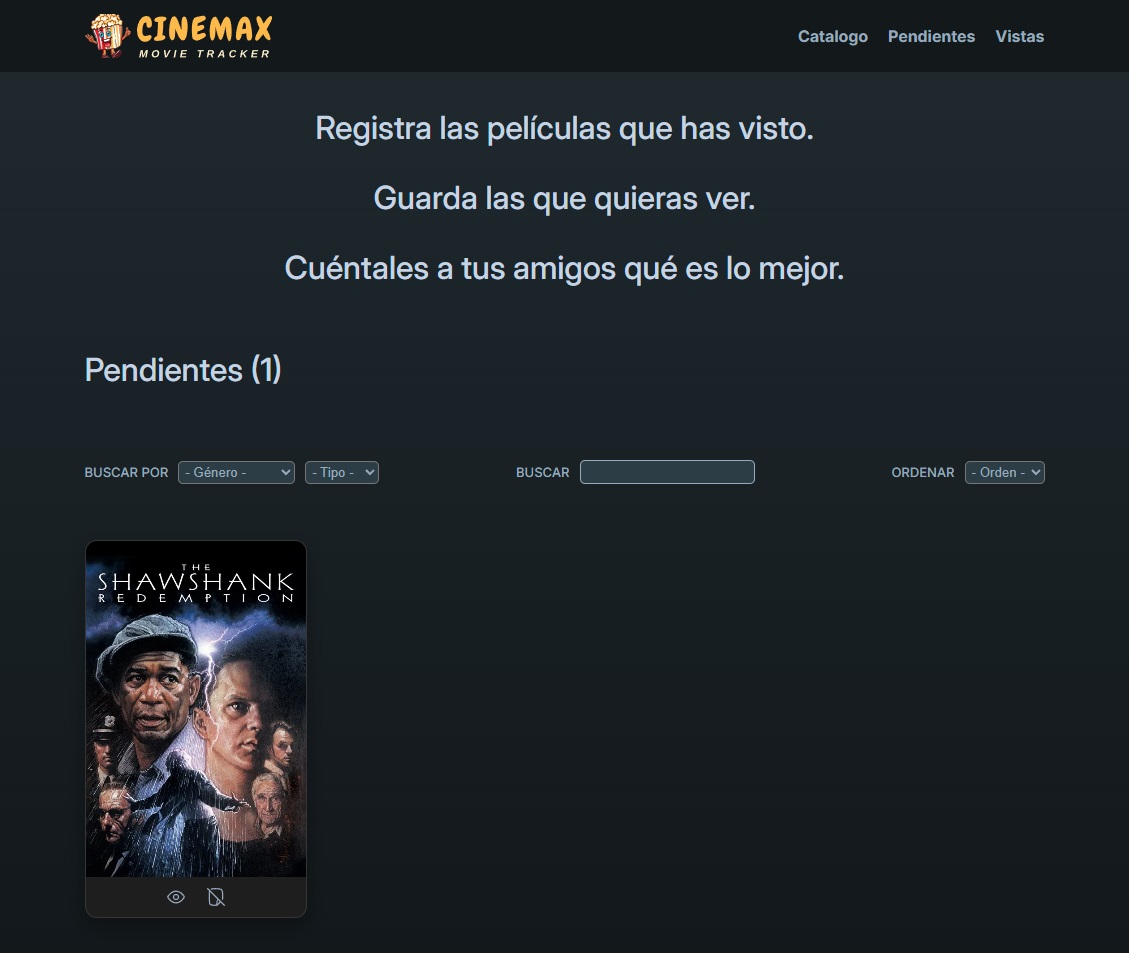 CINEMAX
MOVIE TRACKER
Catalogo Pendientes Vistas
Registra las películas que has visto.
Guarda las que quieras ver.
Cuéntales a tus amigos qué es lo mejor.
Pendientes (1)
BUSCAR POR - Género - - Tipo - BUSCAR ORDENAR - Orden -
THE
SHAWSHANK
REDEMPTION